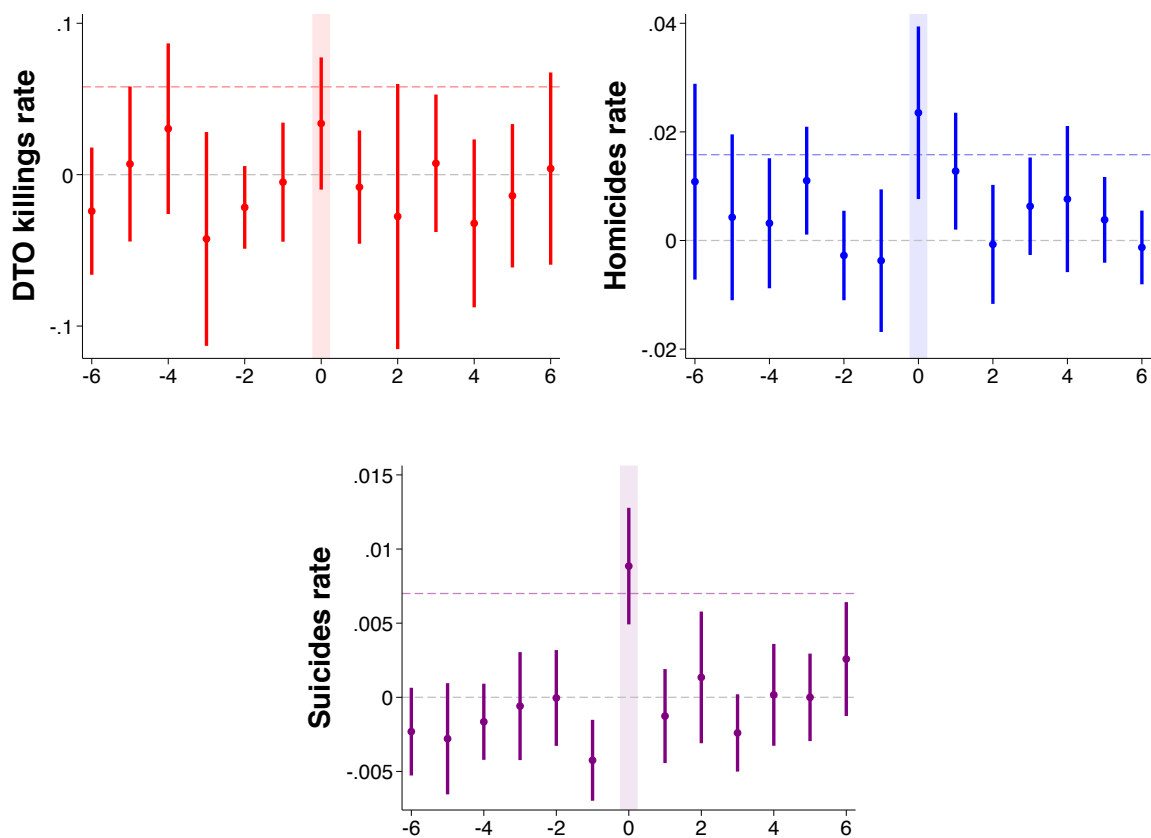 DTO killings rate
.1
0
-.1
-6 -4 -2 0 2 4 6
Homicides rate
.04
.02
0
-.02
-6 -4 -2 0 2 4 6
Suicides rate
.015
.01
.005
0
-.005
-6 -4 -2 0 2 4 6